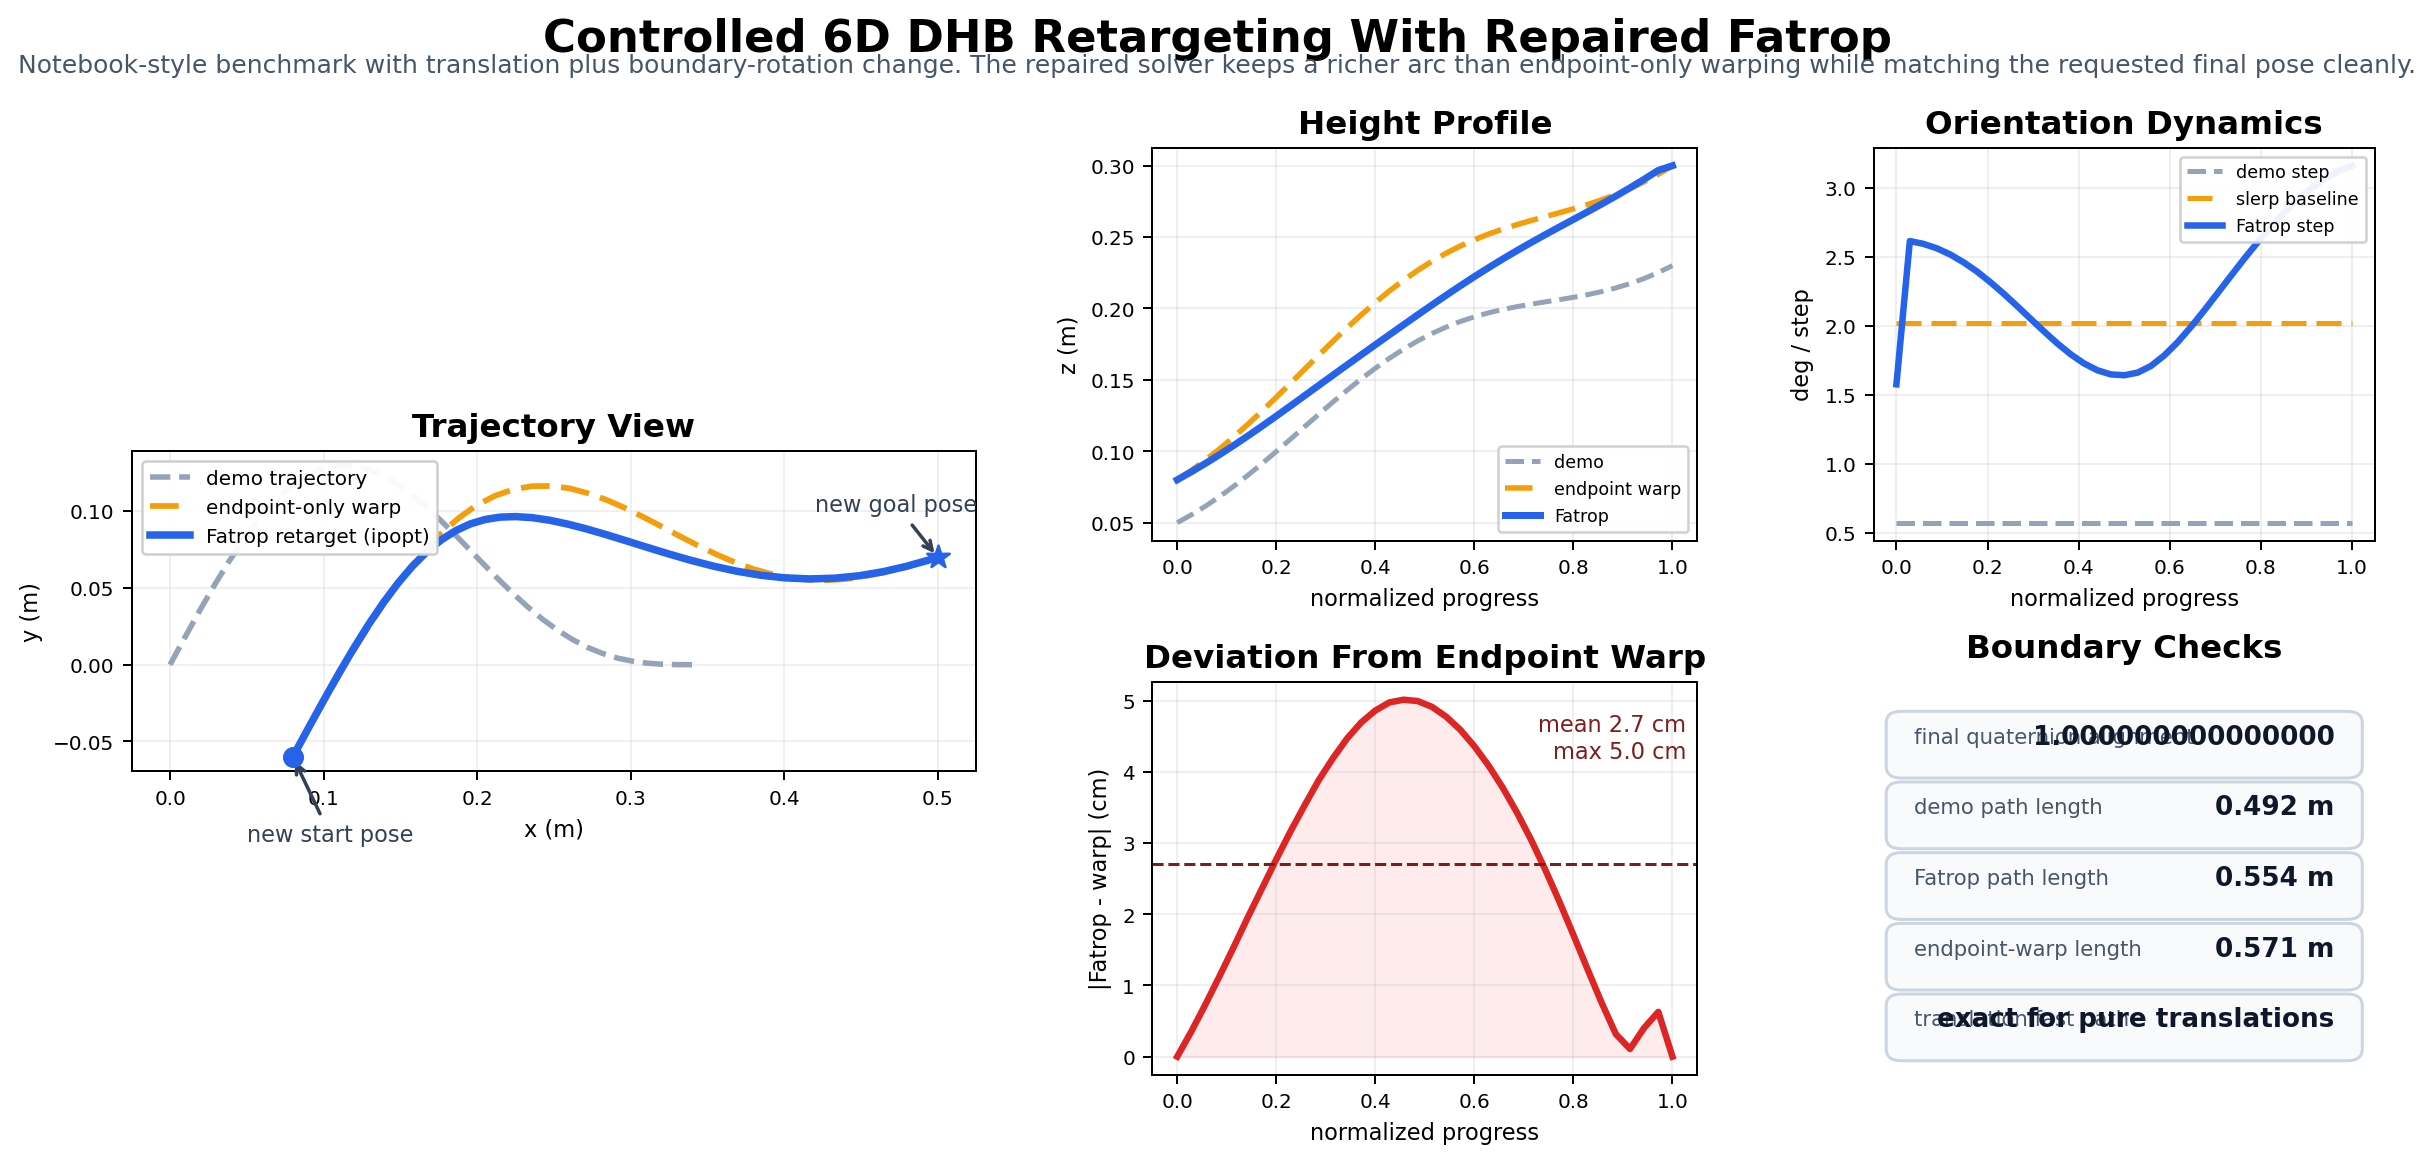 Controlled 6D DHB Retargeting With Repaired Fatrop
Notebook-style benchmark with translation plus boundary-rotation change. The repaired solver keeps a richer arc than endpoint-only warping while matching the requested final pose cleanly.
Trajectory View
demo trajectory
endpoint-only warp
Fatrop retarget (ipopt)
new goal pose
new start pose
y (m)
0.10
0.05
0.00
−0.05
0.0 0.1 0.2 0.3 0.4 0.5
x (m)
Height Profile
z (m)
0.30
0.25
0.20
0.15
0.10
0.05
demo
endpoint warp
Fatrop
0.0 0.2 0.4 0.6 0.8 1.0
normalized progress
Orientation Dynamics
deg / step
3.0
2.5
2.0
1.5
1.0
0.5
demo step
slerp baseline
Fatrop step
0.0 0.2 0.4 0.6 0.8 1.0
normalized progress
Deviation From Endpoint Warp
|Fatrop - warp| (cm)
5
4
3
2
1
0
mean 2.7 cm
max 5.0 cm
0.0 0.2 0.4 0.6 0.8 1.0
normalized progress
Boundary Checks
final quaternion alignment 1.000000000000000
demo path length 0.492 m
Fatrop path length 0.554 m
endpoint-warp length 0.571 m
translation fast path exact for pure translations